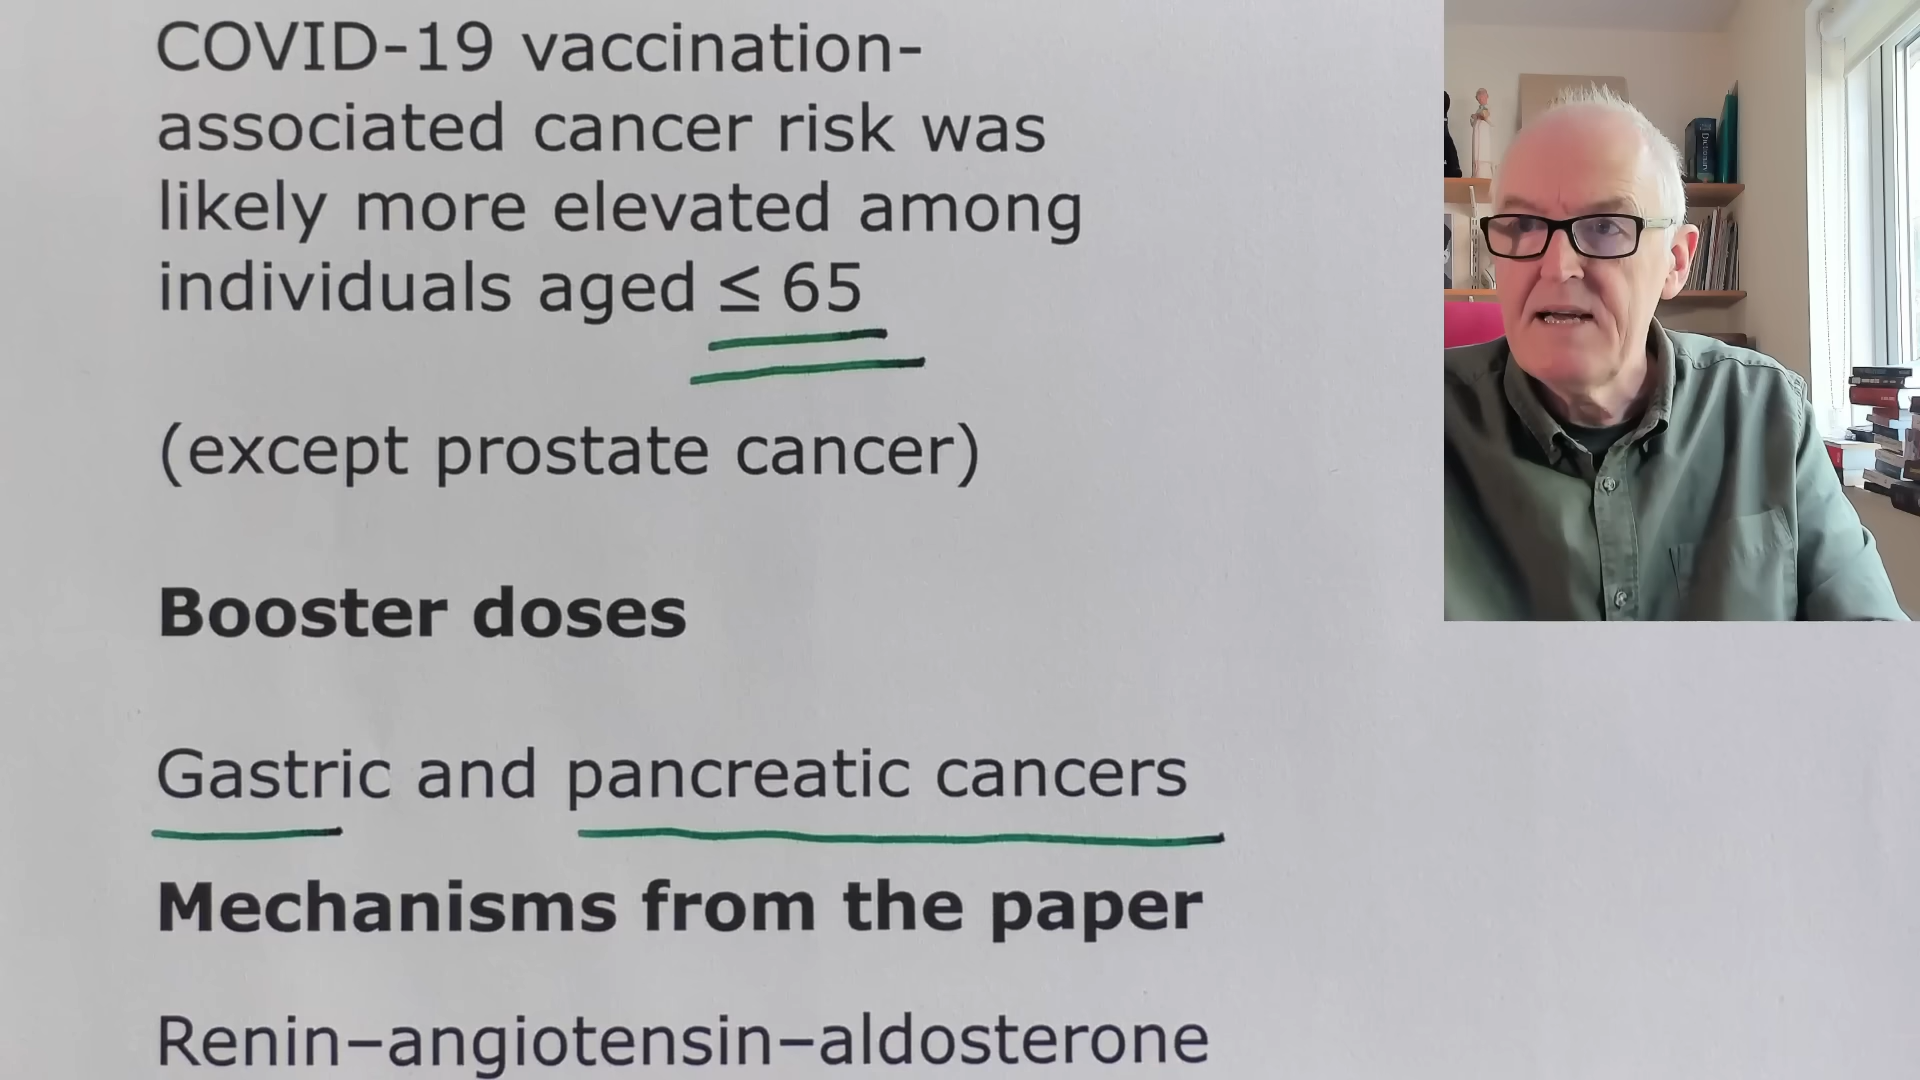 COVID-19 vaccination-
associated cancer risk was
likely more elevated among
individuals aged ≤ 65
(except prostate cancer)
Booster doses
Gastric and pancreatic cancers
Mechanisms from the paper
Renin–angiotensin–aldosterone